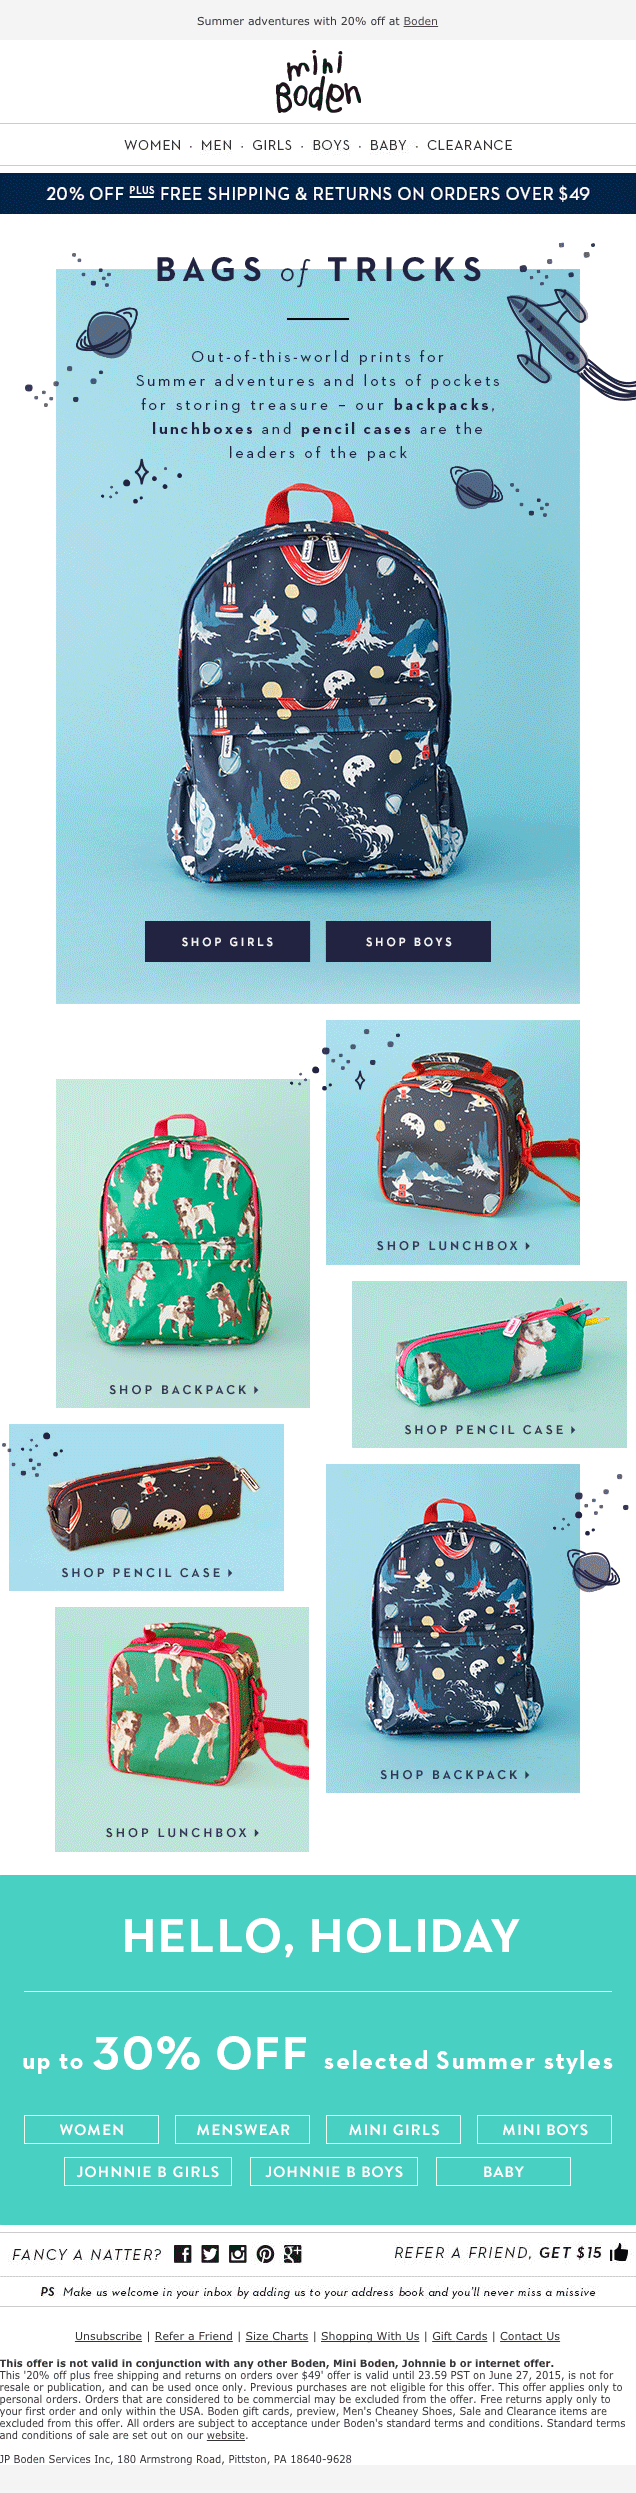 Summer adventures with 20% off at Boden
mini
Boden
WOMEN · MEN · GIRLS · BOYS · BABY · CLEARANCE
20% OFF PLUS FREE SHIPPING & RETURNS ON ORDERS OVER $49
BAGS of TRICKS
Out-of-this-world prints for
Summer adventures and lots of pockets
for storing treasure – our backpacks,
lunchboxes and pencil cases are the
leaders of the pack
SHOP GIRLS
SHOP BOYS
SHOP LUNCHBOX
SHOP BACKPACK
SHOP PENCIL CASE
SHOP PENCIL CASE
SHOP BACKPACK
SHOP LUNCHBOX
HELLO, HOLIDAY
up to 30% OFF selected Summer styles
WOMEN
MENSWEAR
MINI GIRLS
MINI BOYS
JOHNNIE B GIRLS
JOHNNIE B BOYS
BABY
FANCY A NATTER?
REFER A FRIEND, GET $15
PS Make us welcome in your inbox by adding us to your address book and you'll never miss a missive
Unsubscribe | Refer a Friend | Size Charts | Shopping With Us | Gift Cards | Contact Us
This offer is not valid in conjunction with any other Boden, Mini Boden, Johnnie b or internet offer.
This '20% off plus free shipping and returns on orders over $49' offer is valid until 23.59 PST on June 27, 2015, is not for
resale or publication, and can be used once only. Previous purchases are not eligible for this offer. This offer applies only to
personal orders. Orders that are considered to be commercial may be excluded from the offer. Free returns apply only to
your first order and only within the USA. Boden gift cards, preview, Men's Cheaney Shoes, Sale and Clearance items are
excluded from this offer. All orders are subject to acceptance under Boden's standard terms and conditions. Standard terms
and conditions of sale are set out on our website.
JP Boden Services Inc, 180 Armstrong Road, Pittston, PA 18640-9628